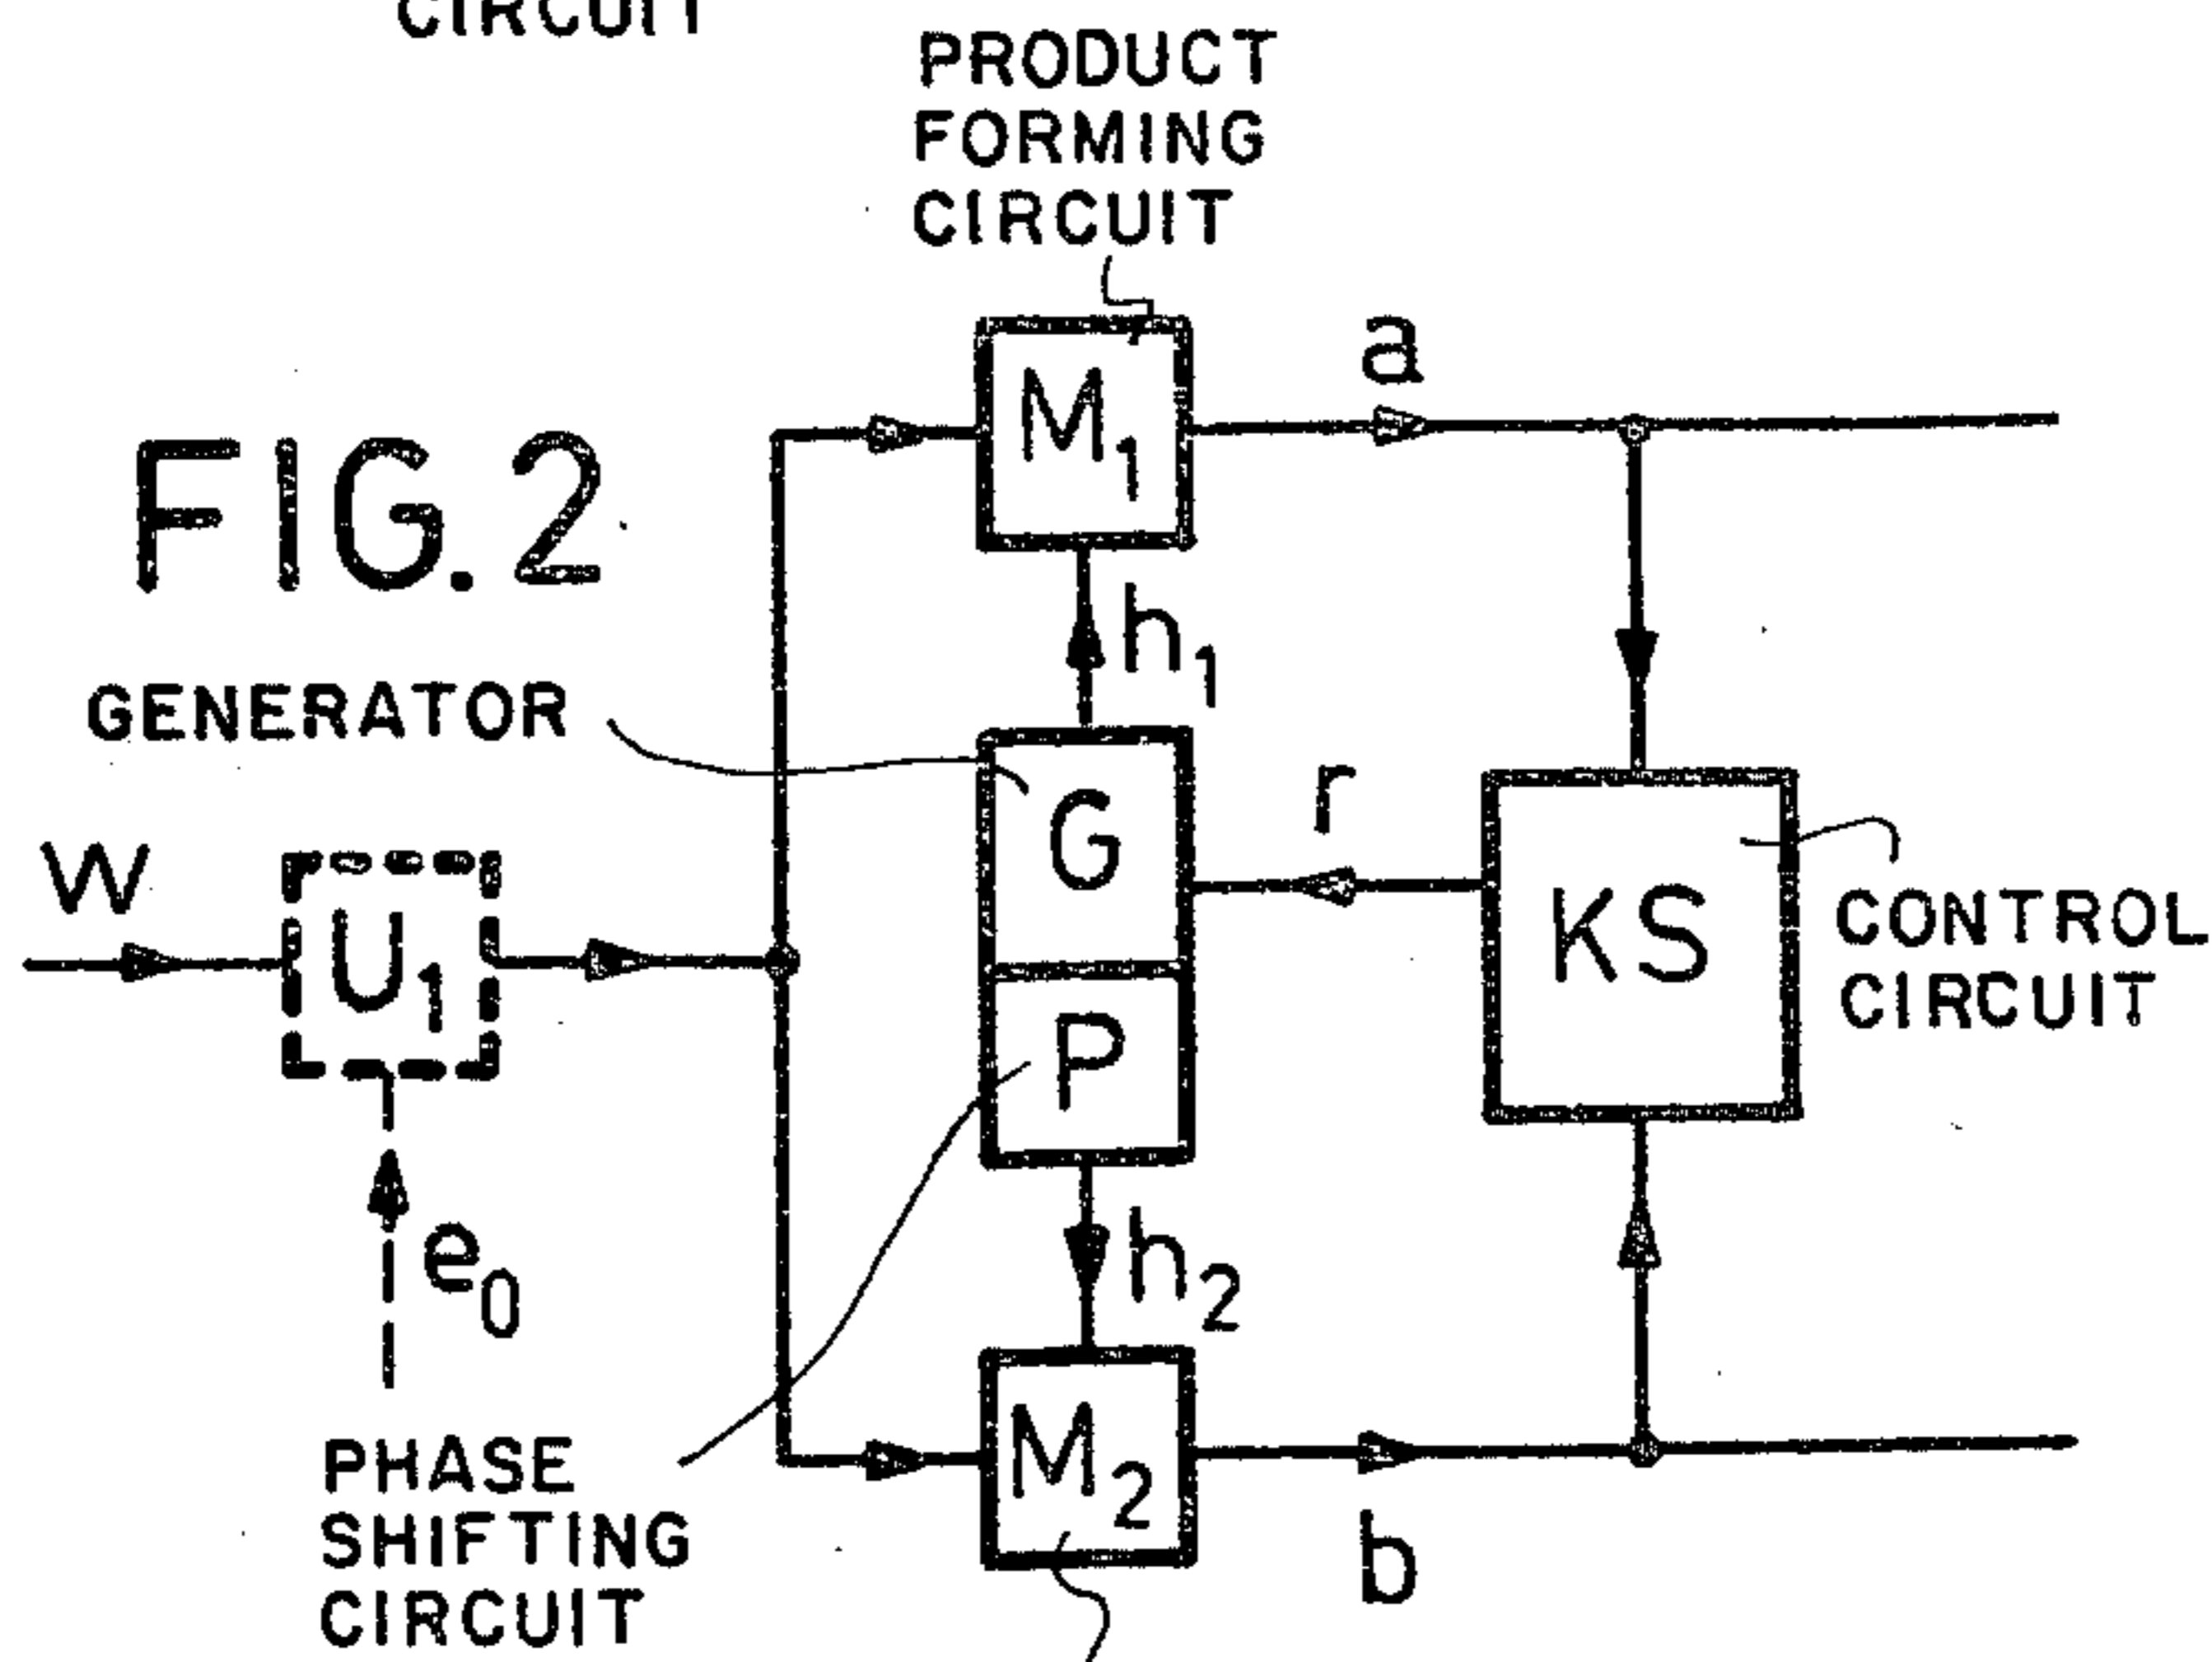 CIRCUIT
PRODUCT
FORMING
CIRCUIT
FIG. 2
M1
a
h1
GENERATOR
G
r
W
U1
KS
CONTROL
CIRCUIT
P
e0
h2
PHASE
SHIFTING
CIRCUIT
M2
b